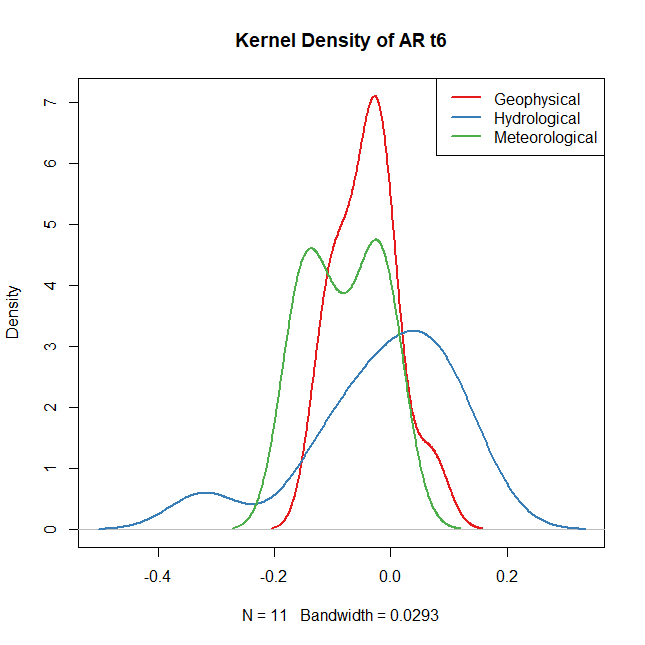 Kernel Density of AR t6
Geophysical
Hydrological
Meteorological
Density
7
6
5
4
3
2
1
0
-0.4
-0.2
0.0
0.2
N = 11 Bandwidth = 0.0293